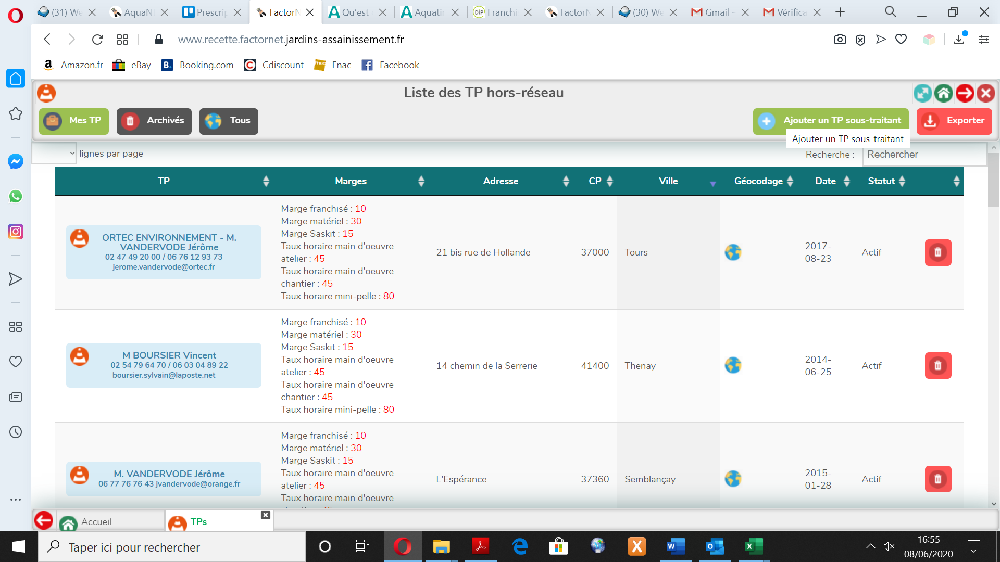 (31) We
AquaN
Prescrip
FactorN
Qu'est
Aquatir
DIP Franchi
FactorN
(30) We
Gmail -
Vérifica
www.recette.factornet.jardins-assainissement.fr
Amazon.fr
eBay
Booking.com
Cdiscount
Fnac
Facebook
Liste des TP hors-réseau
Mes TP
Archivés
Tous
Ajouter un TP sous-traitant
Exporter
Ajouter un TP sous-traitant
lignes par page
Recherche :
Rechercher
TP
Marges
Adresse
CP
Ville
Géocodage
Date
Statut
ORTEC ENVIRONNEMENT - M.
VANDERVODE Jérôme
02 47 49 20 00 / 06 76 12 93 73
jerome.vandervode@ortec.fr
Marge franchisé : 10
Marge matériel : 30
Marge Saskit : 15
Taux horaire main d'oeuvre
atelier : 45
Taux horaire main d'oeuvre
chantier : 45
Taux horaire mini-pelle : 80
21 bis rue de Hollande
37000
Tours
2017-
08-23
Actif
M BOURSIER Vincent
02 54 79 64 70 / 06 03 04 89 22
boursier.sylvain@laposte.net
Marge franchisé : 10
Marge matériel : 30
Marge Saskit : 15
Taux horaire main d'oeuvre
atelier : 45
Taux horaire main d'oeuvre
chantier : 45
Taux horaire mini-pelle : 80
14 chemin de la Serrerie
41400
Thenay
2014-
06-25
Actif
M. VANDERVODE Jérôme
06 77 76 76 43 jvandervode@orange.fr
Marge franchisé : 10
Marge matériel : 30
Marge Saskit : 15
Taux horaire main d'oeuvre
atelier : 45
Taux horaire main d'oeuvre
L'Espérance
37360
Semblançay
2015-
01-28
Actif
Accueil
TPs
Taper ici pour rechercher
16:55
08/06/2020